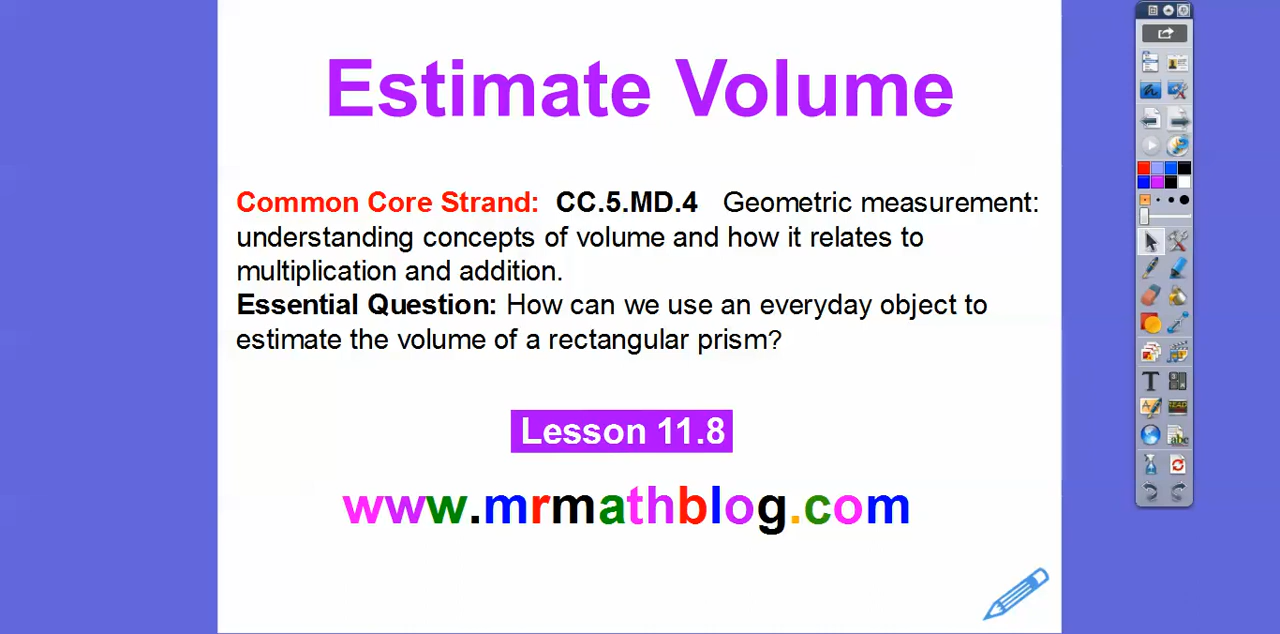 Estimate Volume
Common Core Strand: CC.5.MD.4 Geometric measurement:
understanding concepts of volume and how it relates to
multiplication and addition.
Essential Question: How can we use an everyday object to
estimate the volume of a rectangular prism?
Lesson 11.8
www.mrmathblog.com